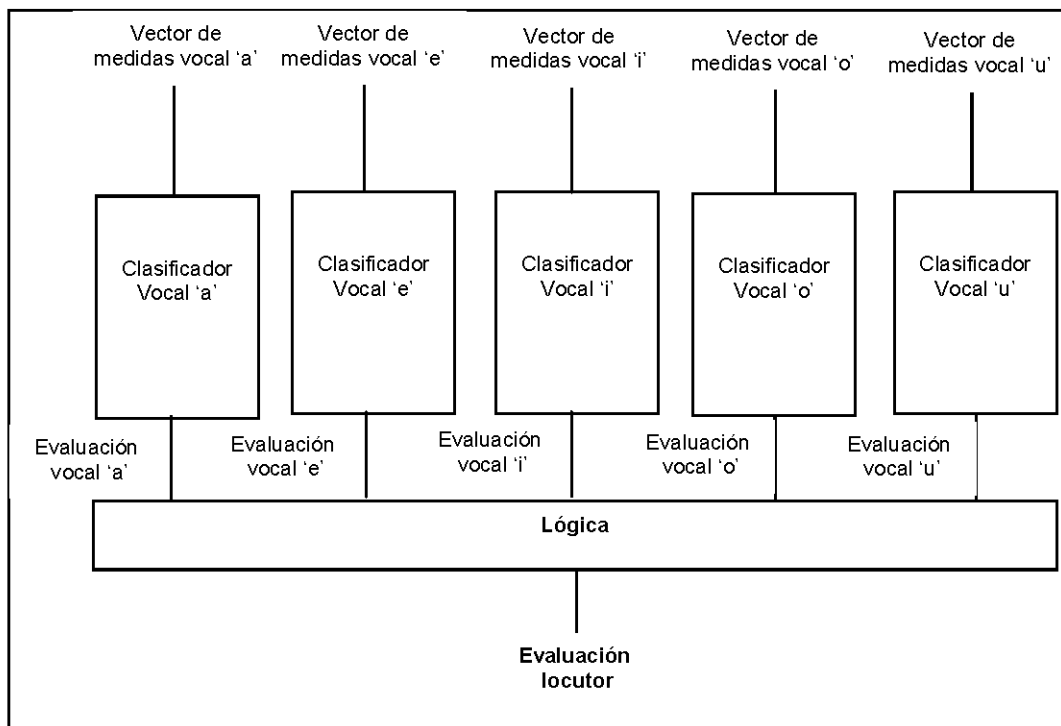 Vector de
medidas vocal ‘a’
Vector de
medidas vocal ‘e’
Vector de
medidas vocal ‘i’
Vector de
medidas vocal ‘o’
Vector de
medidas vocal ‘u’
Clasificador
Vocal ‘a’
Clasificador
Vocal ‘e’
Clasificador
Vocal ‘i’
Clasificador
Vocal ‘o’
Clasificador
Vocal ‘u’
Evaluación
vocal ‘a’
Evaluación
vocal ‘e’
Evaluación
vocal ‘i’
Evaluación
vocal ‘o’
Evaluación
vocal ‘u’
Lógica
Evaluación
locutor